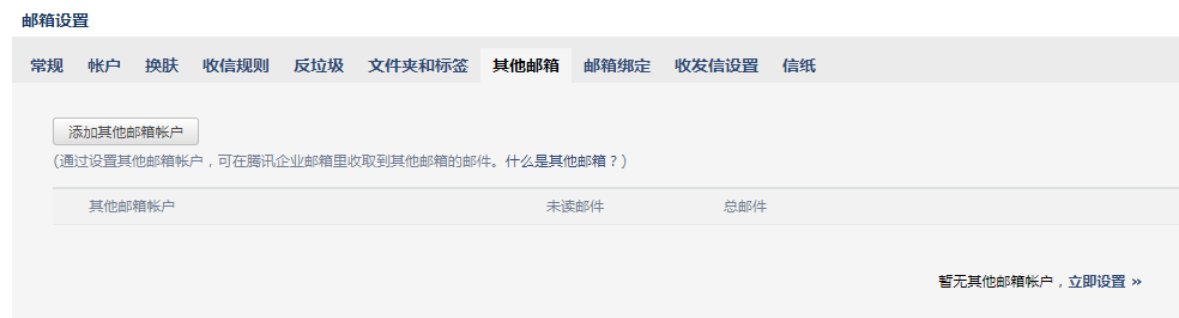 邮箱设置
常规 帐户 换肤 收信规则 反垃圾 文件夹和标签 其他邮箱 邮箱绑定 收发信设置 信纸
添加其他邮箱帐户
(通过设置其他邮箱帐户，可在腾讯企业邮箱里收取到其他邮箱的邮件。什么是其他邮箱？)
其他邮箱帐户 未读邮件 总邮件
暂无其他邮箱帐户，立即设置 »